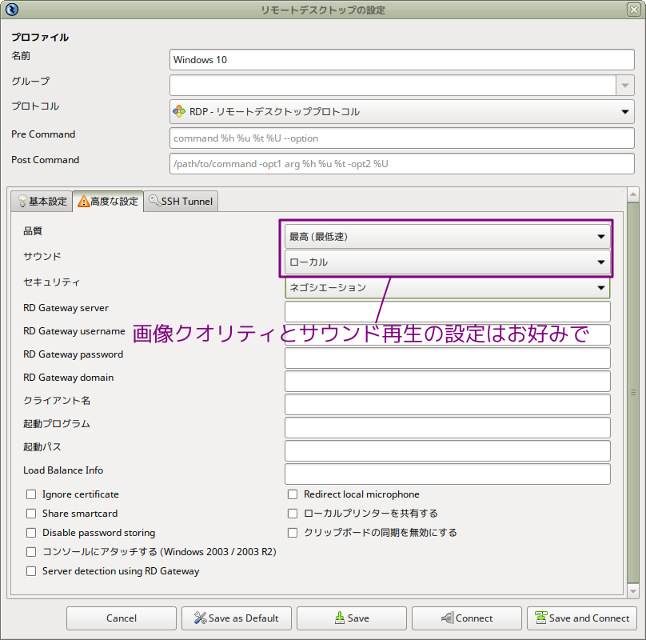 リモートデスクトップの設定
プロファイル
名前 Windows 10
グループ
プロトコル RDP - リモートデスクトッププロトコル
Pre Command command %h %u %t %U --option
Post Command /path/to/command -opt1 arg %h %u %t -opt2 %U
基本設定 高度な設定 SSH Tunnel
品質 最高 (最低速)
サウンド ローカル
セキュリティ ネゴシエーション
RD Gateway server
RD Gateway username
画像クオリティとサウンド再生の設定はお好みで
RD Gateway password
RD Gateway domain
クライアント名
起動プログラム
起動パス
Load Balance Info
Ignore certificate Redirect local microphone
Share smartcard ローカルプリンターを共有する
Disable password storing クリップボードの同期を無効にする
コンソールにアタッチする (Windows 2003 / 2003 R2)
Server detection using RD Gateway
Cancel Save as Default Save Connect Save and Connect